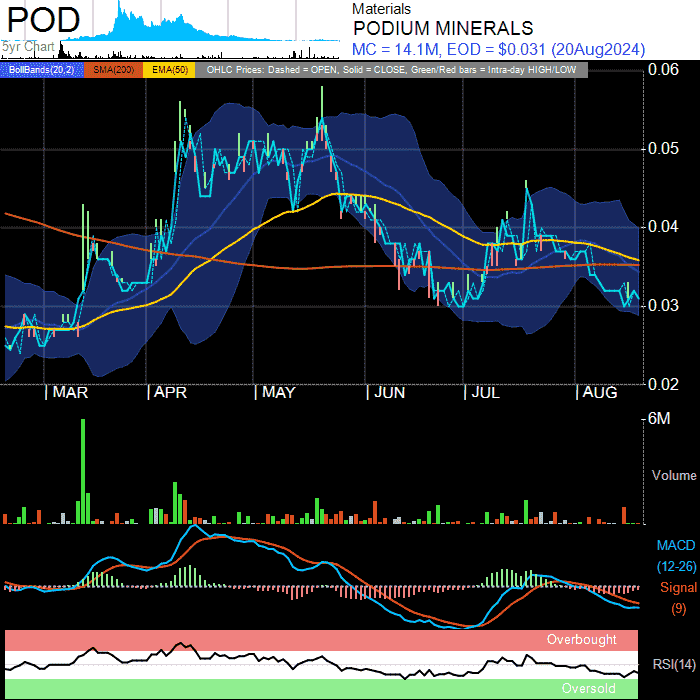 POD
5yr Chart
Materials
PODIUM MINERALS
MC = 14.1M, EOD = $0.031 (20Aug2024)
BollBands(20,2) SMA(200) EMA(50) OHLC Prices: Dashed = OPEN, Solid = CLOSE, Green/Red bars = Intra-day HIGH/LOW
0.06
0.05
0.04
0.03
0.02
| MAR | APR | MAY | JUN | JUL | AUG
6M
Volume
MACD
(12-26)
Signal
(9)
Overbought
RSI(14)
Oversold